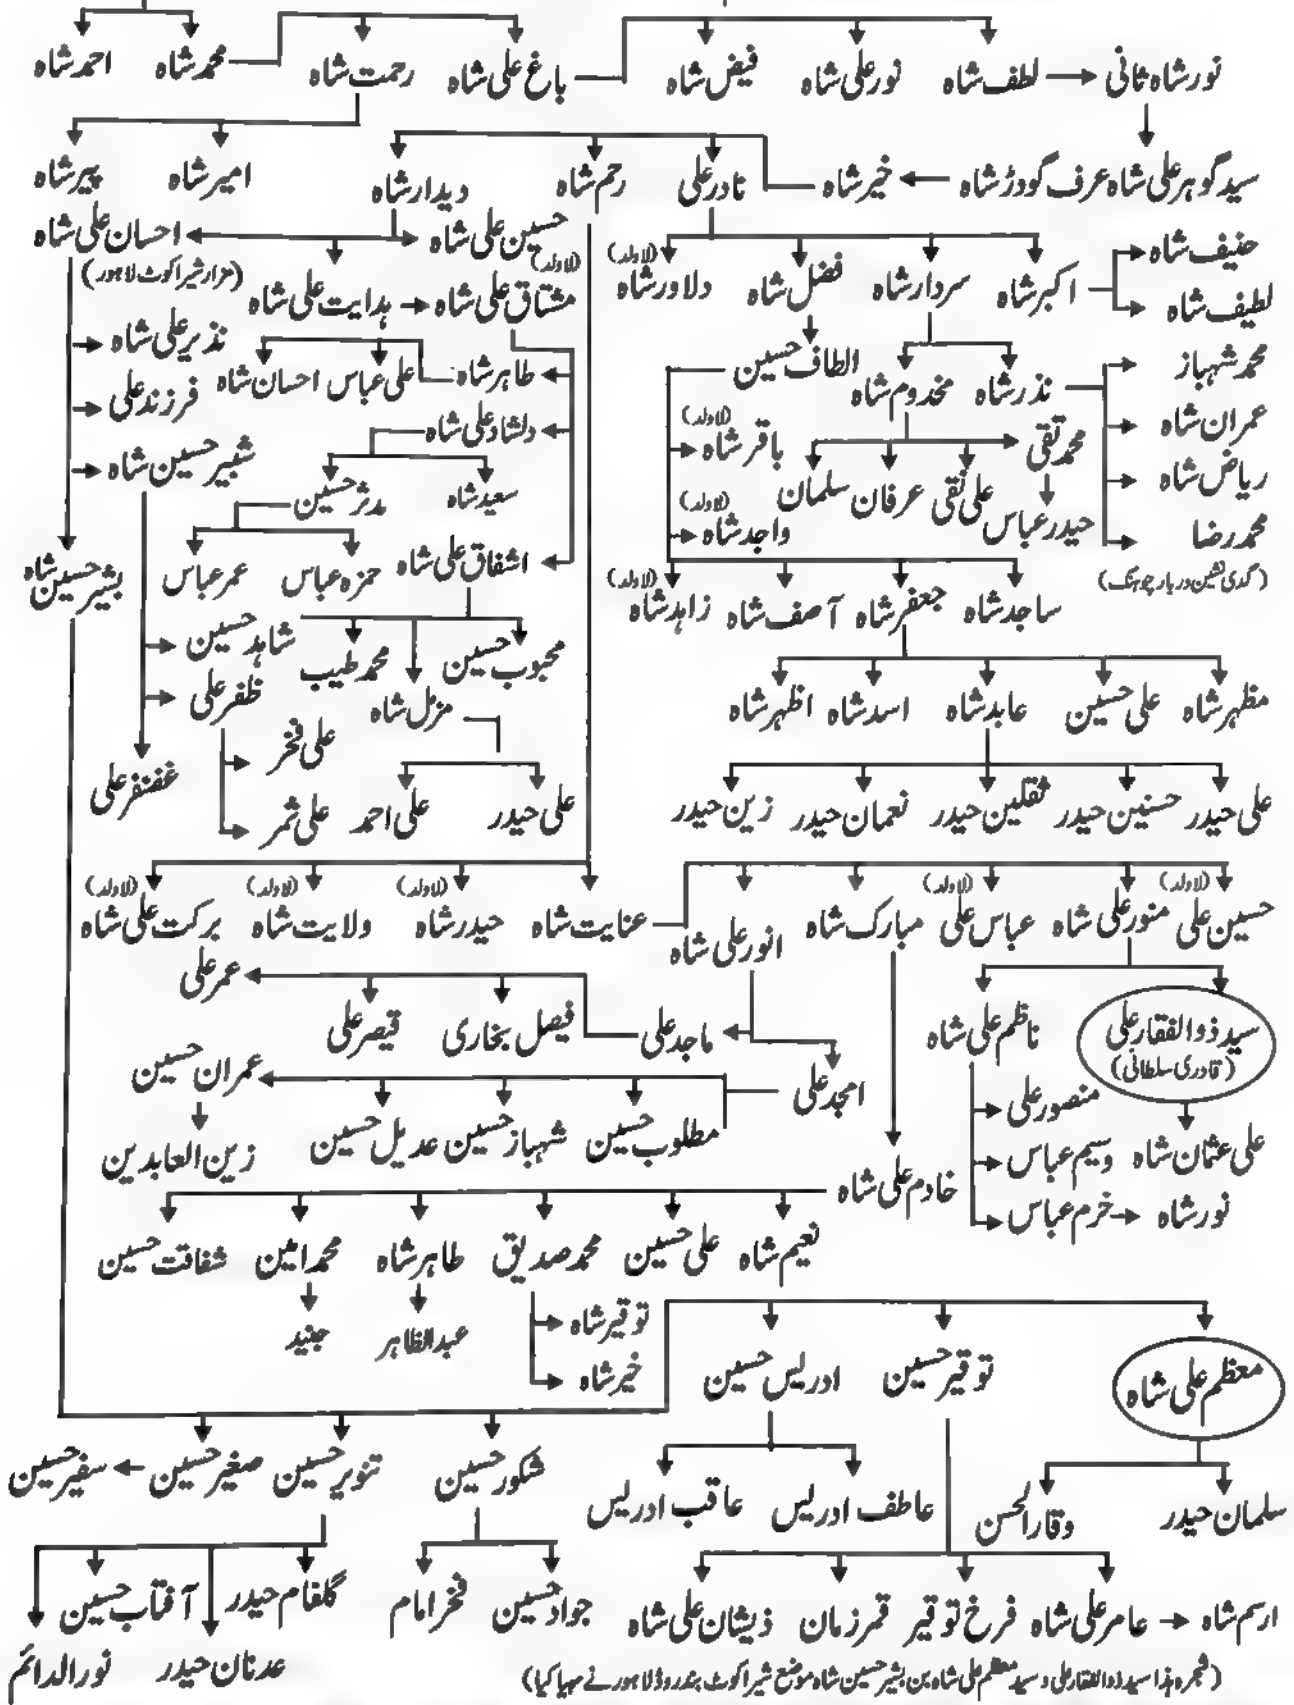 نور شاہ ثانی لطف شاہ نور علی شاہ فیض شاہ باغ علی شاہ رحمت شاہ محمد شاہ احمد شاہ
سید گوہر علی شاہ عرف گودڑ شاہ خیر شاہ نادر علی رحم شاہ دیدار شاہ امیر شاہ پیر شاہ
حنیف شاہ حسین علی شاہ (لاولد) احسان علی شاہ
(مزار شیراکوٹ لاہور)
لطیف شاہ اکبر شاہ سردار شاہ فضل شاہ دلاور شاہ (لاولد) مشتاق علی شاہ ہدایت علی شاہ
محمد شہباز نذر شاہ مخدوم شاہ الطاف حسین طاہر شاہ علی عباس احسان شاہ نذیر علی شاہ
عمران شاہ محمد تقی باقر شاہ (لاولد) دلشاد علی شاہ فرزند علی
ریاض شاہ علی نقی عرفان سلمان سعید شاہ مدثر حسین شبیر حسین شاہ
محمد رضا حیدر عباس واجد شاہ (لاولد)
(گدی نشین دربار چوہنگ) اشفاق علی شاہ حمزہ عباس عمر عباس بشیر حسین شاہ
ساجد شاہ جعفر شاہ آصف شاہ زاہد شاہ (لاولد)
محبوب حسین محمد طیب شاہد حسین
مظہر شاہ علی حسین عابد شاہ اسد شاہ اظہر شاہ مزمل شاہ ظفر علی
علی فخر
علی حیدر حسنین حیدر ثقلین حیدر نعمان حیدر زین حیدر علی حیدر علی احمد علی ثمر غضنفر علی
حسین علی (لاولد) منور علی شاہ عباس علی (لاولد) مبارک شاہ انور علی شاہ عنایت شاہ حیدر شاہ (لاولد) ولایت شاہ (لاولد) برکت علی شاہ (لاولد)
سید ذوالفقار علی ناظم علی شاہ ماجد علی فیصل بخاری قیصر علی عمر علی
(قادری سلطانی)
منصور علی امجد علی عمران حسین
علی عثمان شاہ وسیم عباس مطلوب حسین شہباز حسین عدیل حسین زین العابدین
نور شاہ خرم عباس خادم علی شاہ
نعیم شاہ علی حسین محمد صدیق طاہر شاہ محمد امین شفاقت حسین
توقیر شاہ عبدالظاہر جنید
خیر شاہ
معظم علی شاہ توقیر حسین ادریس حسین
شکور حسین تنویر حسین صغیر حسین سفیر حسین
سلمان حیدر وقار الحسن عاطف ادریس عاقب ادریس
ارسم شاہ عامر علی شاہ فرخ توقیر قمر زمان ذیشان علی شاہ جواد حسین فخر امام گلفام حیدر آفتاب حسین
عدنان حیدر نورالدائم
(شجرہ ہذا سید ذوالفقار علی و سید معظم علی شاہ بن بشیر حسین شاہ موضع شیراکوٹ بند روڈ لاہور نے مہیا کیا)